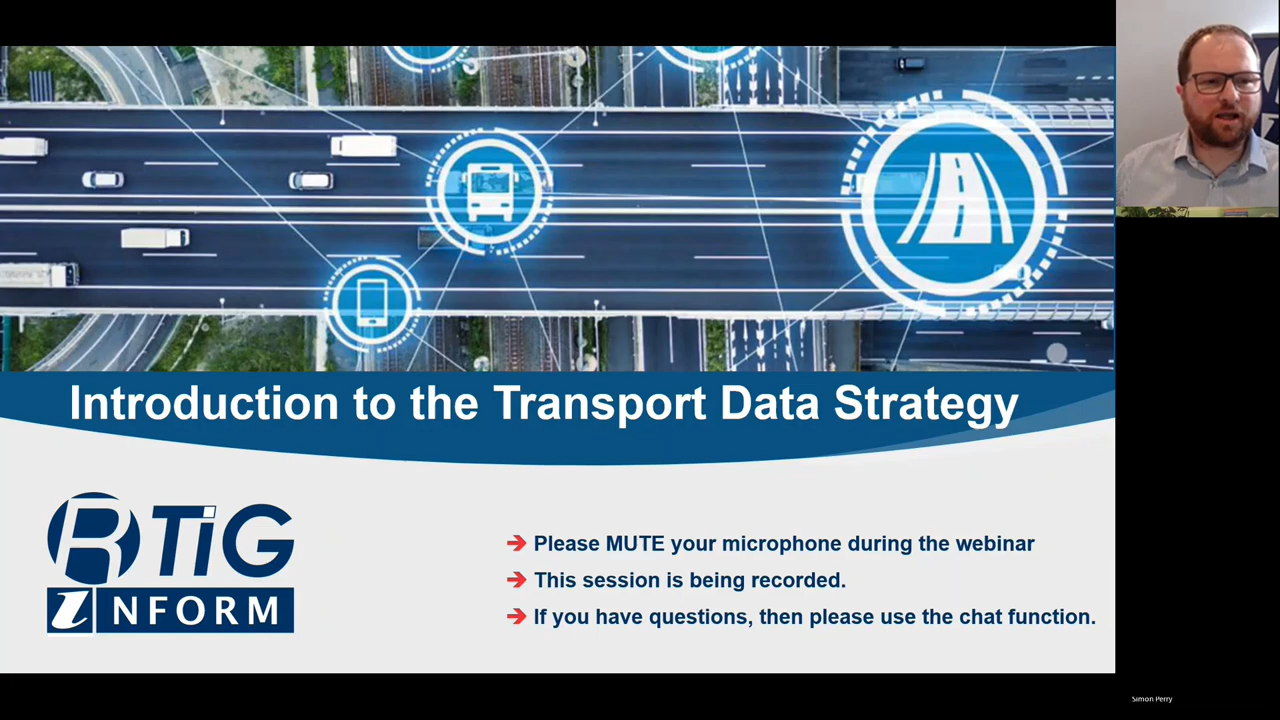 Introduction to the Transport Data Strategy
RTiG
iNFORM
➔ Please MUTE your microphone during the webinar
➔ This session is being recorded.
➔ If you have questions, then please use the chat function.
Simon Perry